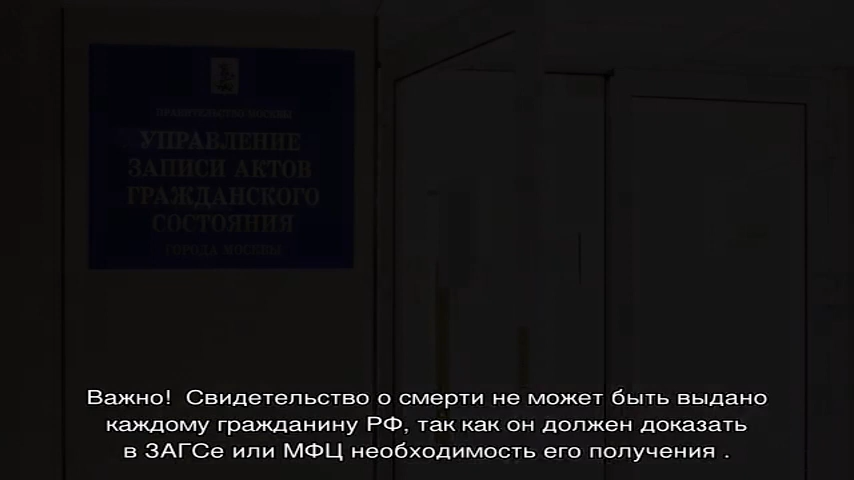 ПРАВИТЕЛЬСТВО МОСКВЫ
УПРАВЛЕНИЕ
ЗАПИСИ АКТОВ
ГРАЖДАНСКОГО
СОСТОЯНИЯ
ГОРОДА МОСКВЫ
Важно! Свидетельство о смерти не может быть выдано
каждому гражданину РФ, так как он должен доказать
в ЗАГСе или МФЦ необходимость его получения .